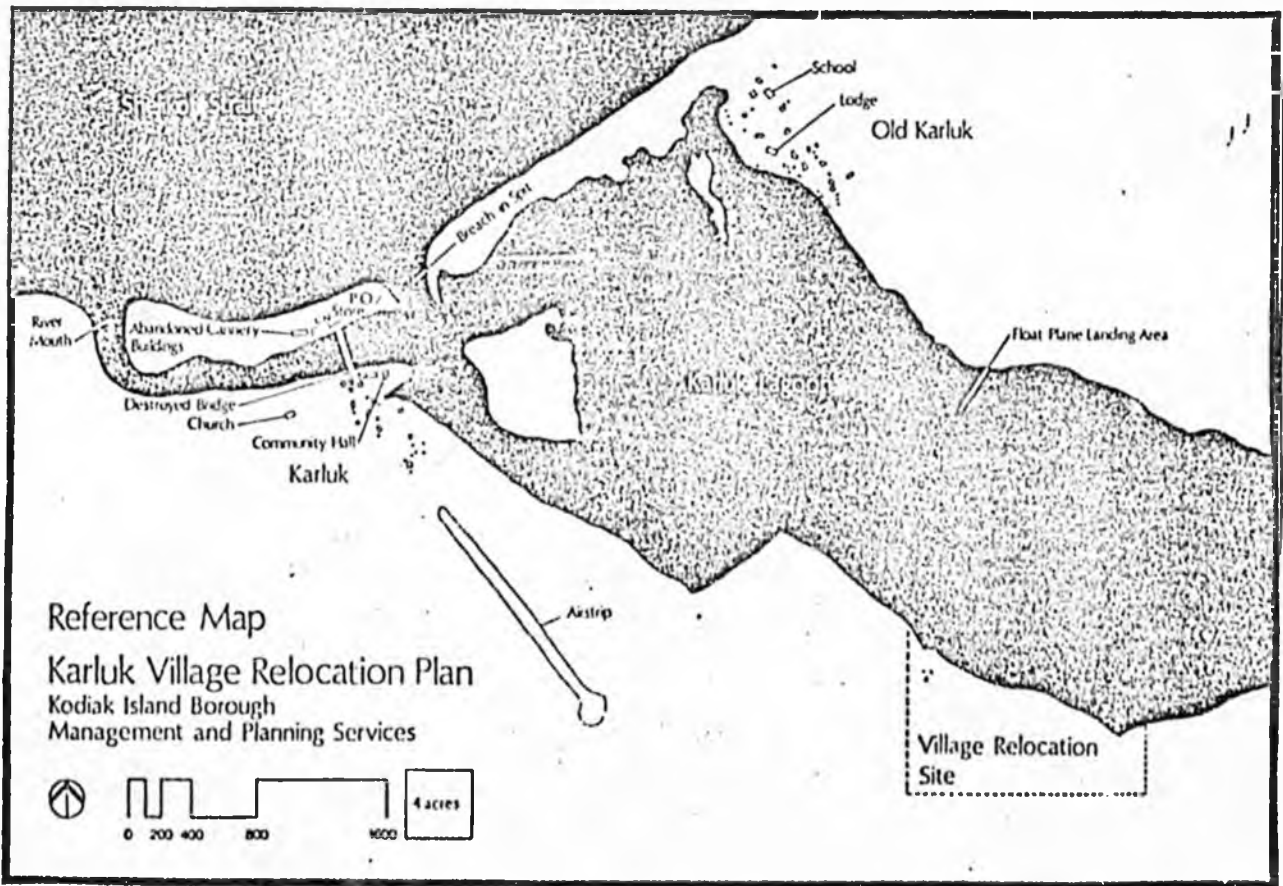 School
Lodge
Old Karluk
Breach in Spit
P.O./
Store
River
Mouth
Abandoned Cannery
Buildings
Float Plane Landing Area
Karluk Lagoon
Destroyed Bridge
Church
Community Hall
Karluk
Airstrip
Reference Map
Karluk Village Relocation Plan
Kodiak Island Borough
Management and Planning Services
Village Relocation
Site
4 acres
0 200 400 800 1600